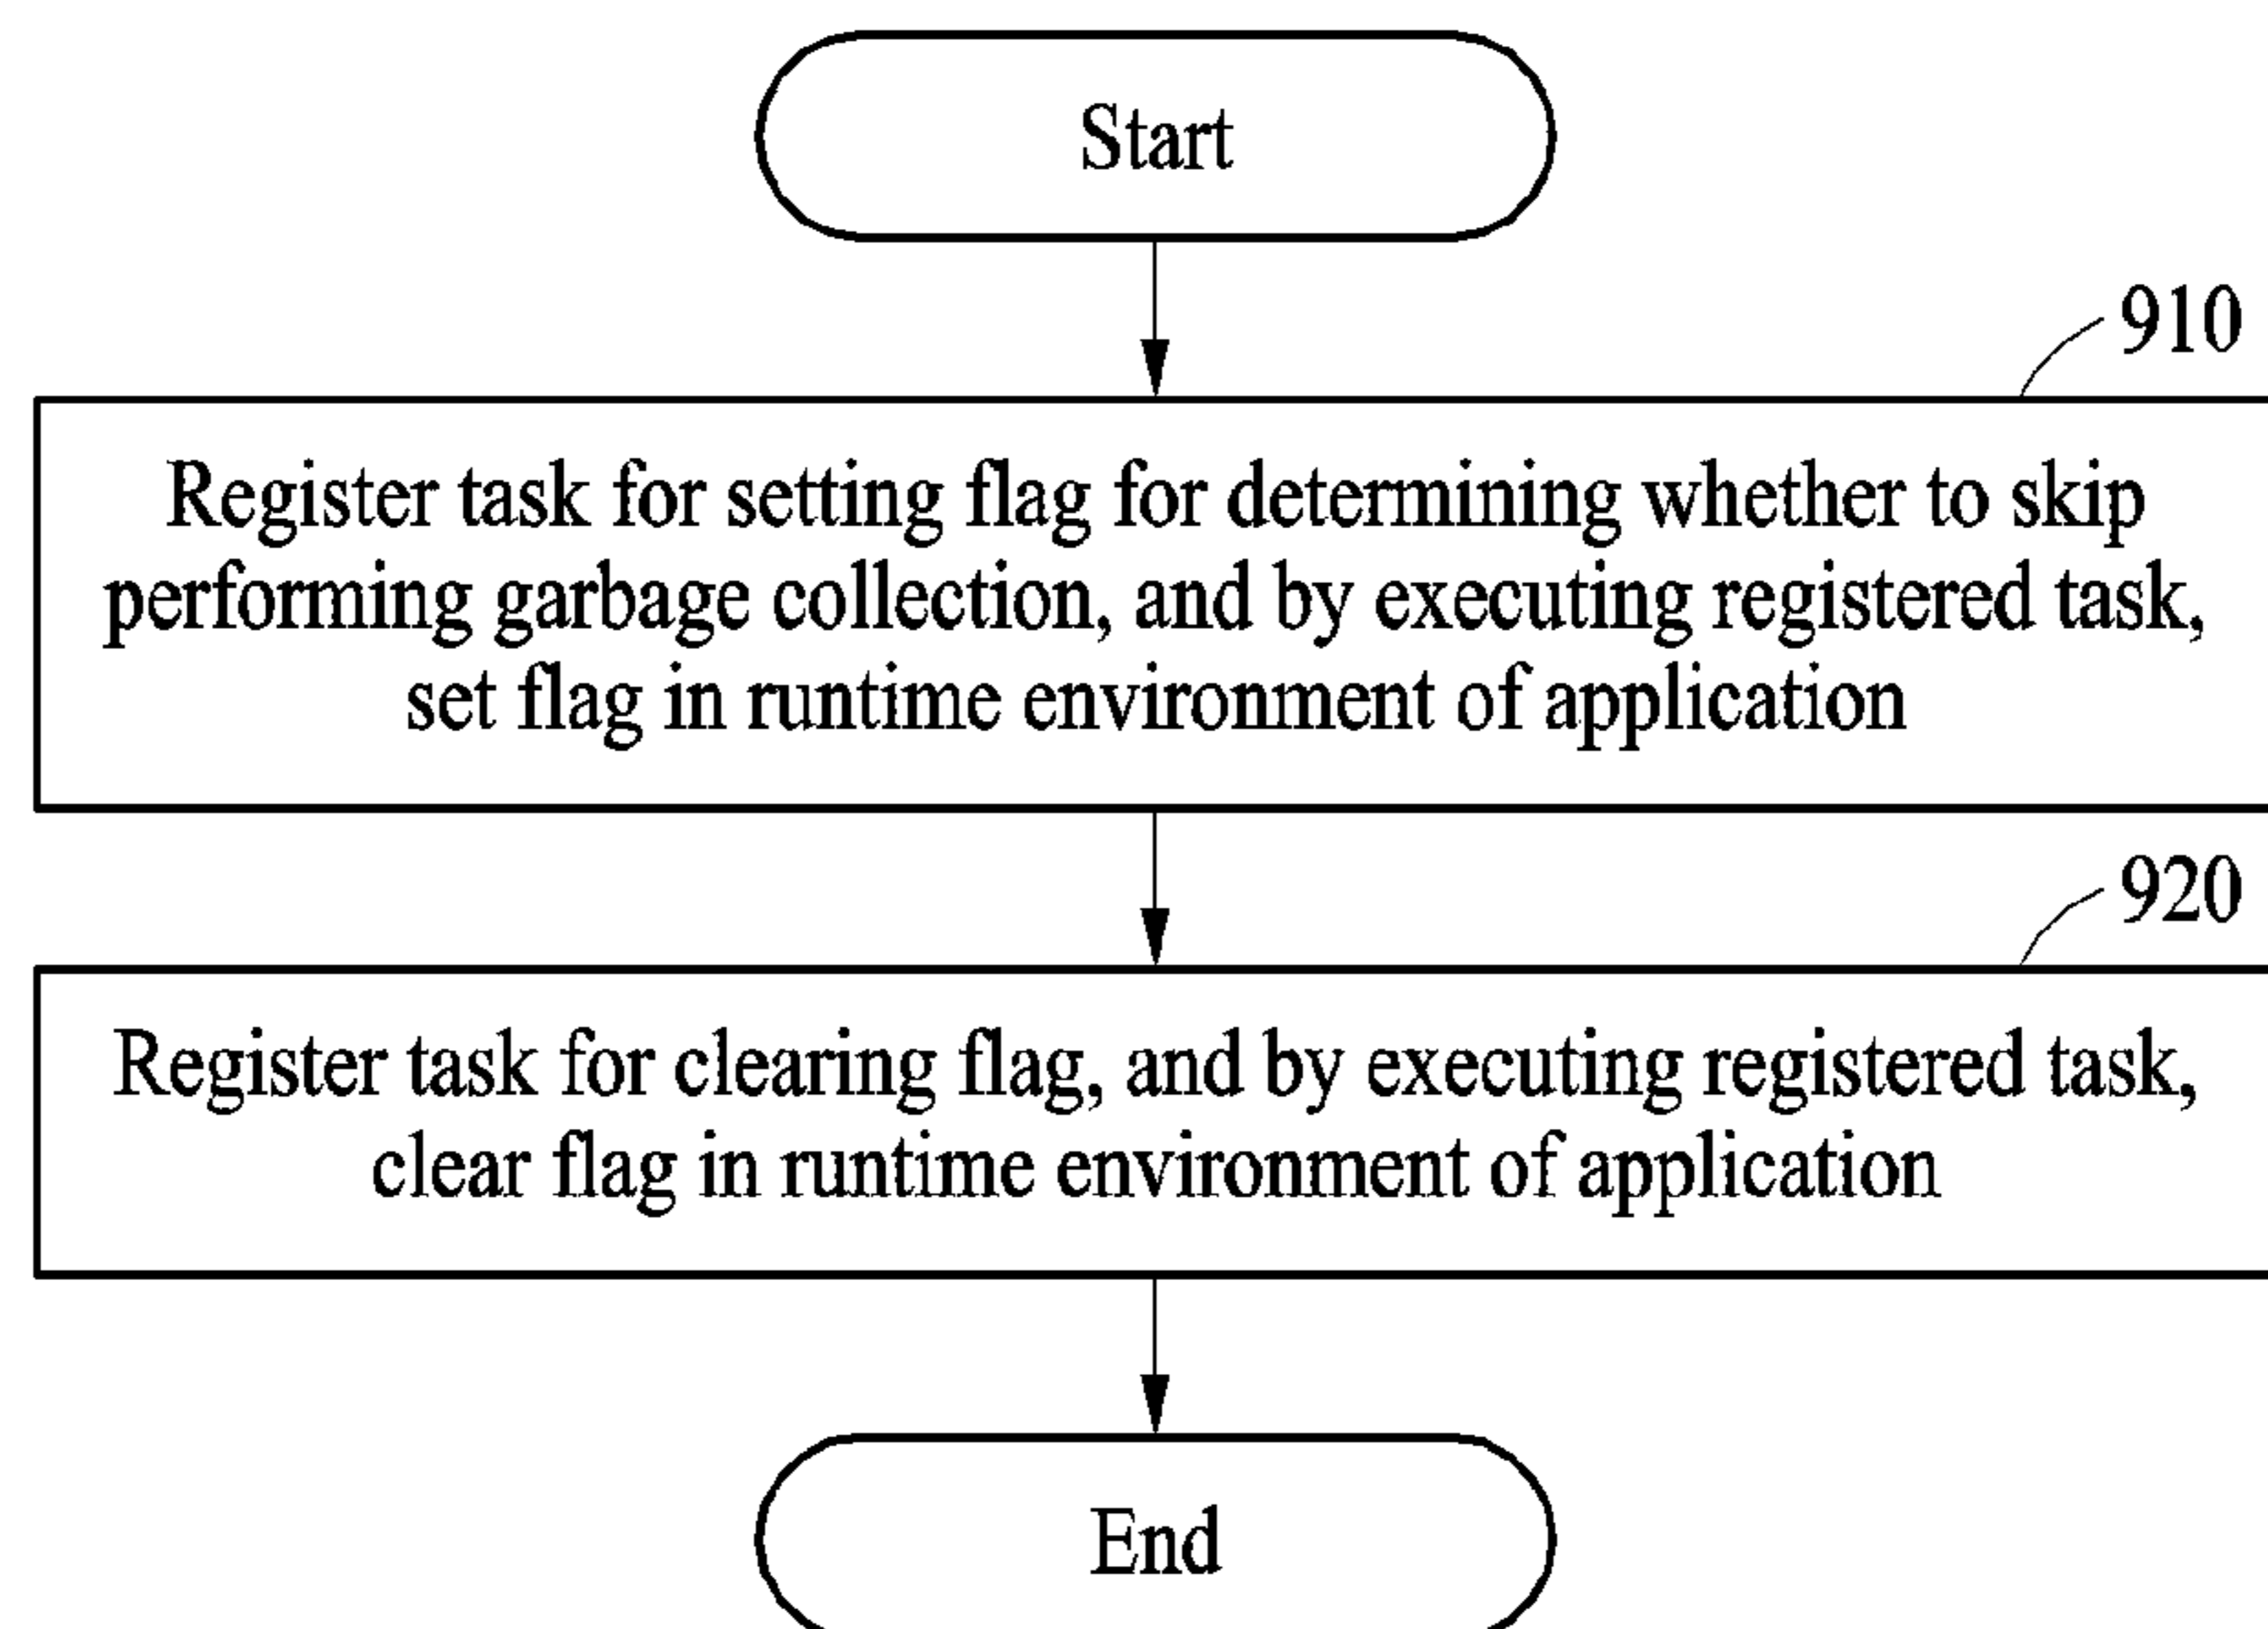 Start
910
Register task for setting flag for determining whether to skip
performing garbage collection, and by executing registered task,
set flag in runtime environment of application
920
Register task for clearing flag, and by executing registered task,
clear flag in runtime environment of application
End